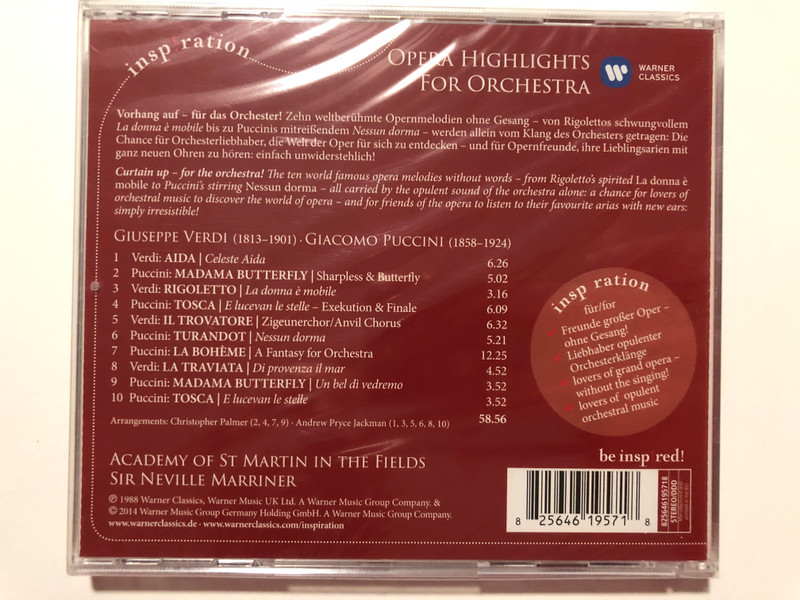 insp!ration
OPERA HIGHLIGHTS
FOR ORCHESTRA
WARNER
CLASSICS
Vorhang auf – für das Orchester! Zehn weltberühmte Opernmelodien ohne Gesang – von Rigolettos schwungvollem
La donna è mobile bis zu Puccinis mitreißendem Nessun dorma – werden allein vom Klang des Orchesters getragen: Die
Chance für Orchesterliebhaber, die Welt der Oper für sich zu entdecken – und für Opernfreunde, ihre Lieblingsarien mit
ganz neuen Ohren zu hören: einfach unwiderstehlich!
Curtain up – for the orchestra! The ten world famous opera melodies without words – from Rigoletto's spirited La donna è
mobile to Puccini's stirring Nessun dorma – all carried by the opulent sound of the orchestra alone: a chance for lovers of
orchestral music to discover the world of opera – and for friends of the opera to listen to their favourite arias with new ears:
simply irresistible!
GIUSEPPE VERDI (1813–1901) · GIACOMO PUCCINI (1858–1924)
1 Verdi: AIDA | Celeste Aida 6.26
2 Puccini: MADAMA BUTTERFLY | Sharpless & Butterfly 5.02
3 Verdi: RIGOLETTO | La donna è mobile 3.16
4 Puccini: TOSCA | E lucevan le stelle – Exekution & Finale 6.09
5 Verdi: IL TROVATORE | Zigeunerchor/Anvil Chorus 6.32
6 Puccini: TURANDOT | Nessun dorma 5.21
7 Puccini: LA BOHÈME | A Fantasy for Orchestra 12.25
8 Verdi: LA TRAVIATA | Di provenza il mar 4.52
9 Puccini: MADAMA BUTTERFLY | Un bel dì vedremo 3.52
10 Puccini: TOSCA | E lucevan le stelle 3.52
Arrangements: Christopher Palmer (2, 4, 7, 9) · Andrew Pryce Jackman (1, 3, 5, 6, 8, 10) 58.56
insp ration
für/for
Freunde großer Oper –
ohne Gesang!
Liebhaber opulenter
Orchesterklänge
lovers of grand opera –
without the singing!
lovers of opulent
orchestral music
be insp red!
ACADEMY OF ST MARTIN IN THE FIELDS
SIR NEVILLE MARRINER
℗ 1988 Warner Classics, Warner Music UK Ltd. A Warner Music Group Company. &
© 2014 Warner Music Group Germany Holding GmbH. A Warner Music Group Company.
www.warnerclassics.de · www.warnerclassics.com/inspiration
8 25646 19571 8
825646195718
STEREO/DDD